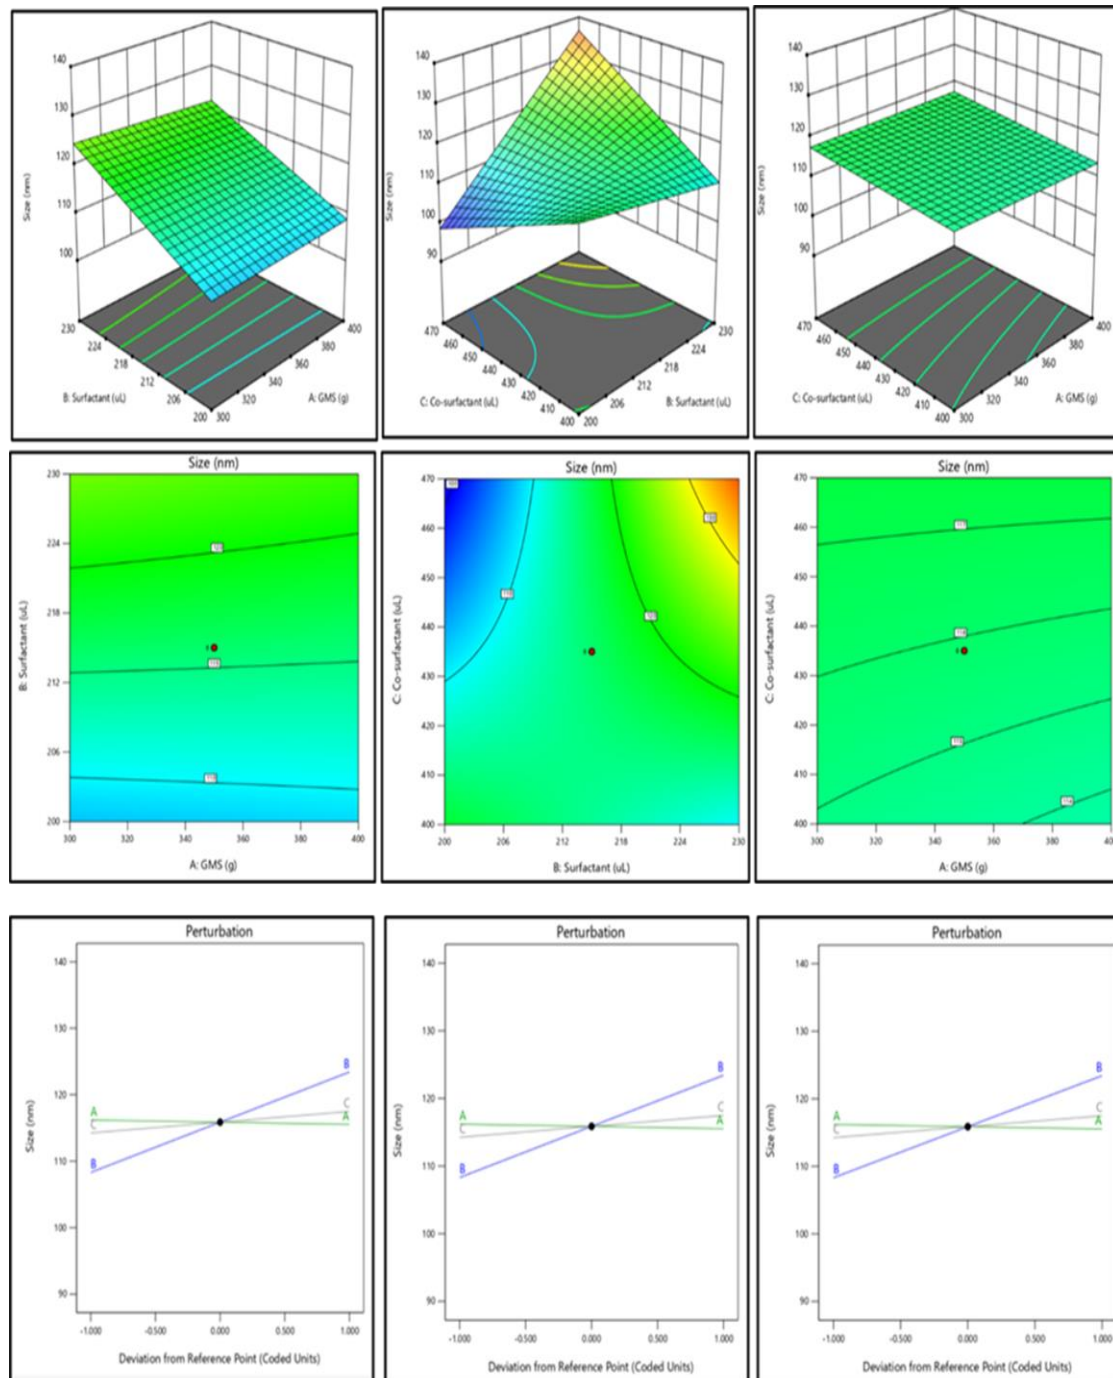 140
130
120
110
100
Size (nm)
230
224
218
212
206
200
300
320
340
360
380
400
B: Surfactant (uL)
A: GMS (g)
140
130
120
110
100
90
Size (nm)
470
460
450
440
430
420
410
400
200
206
212
218
224
230
C: Co-surfactant (uL)
B: Surfactant (uL)
140
130
120
110
100
90
Size (nm)
470
460
450
440
430
420
410
400
300
320
340
360
380
400
C: Co-surfactant (uL)
A: GMS (g)
Size (nm)
230
224
218
212
206
200
300 320 340 360 380 400
B: Surfactant (uL)
A: GMS (g)
Size (nm)
470
460
450
440
430
420
410
400
200 206 212 218 224 230
C: Co-surfactant (uL)
B: Surfactant (uL)
Size (nm)
470
460
450
440
430
420
410
400
300 320 340 360 380
C: Co-surfactant (uL)
A: GMS (g)
Perturbation
140
130
120
110
100
90
Size (nm)
A
C
B
B
C
A
-1.000 -0.500 0.000 0.500 1.000
Deviation from Reference Point (Coded Units)
Perturbation
140
130
120
110
100
90
Size (nm)
A
C
B
B
C
A
-1.000 -0.500 0.000 0.500 1.000
Deviation from Reference Point (Coded Units)
Perturbation
140
130
120
110
100
90
Size (nm)
A
C
B
B
C
A
-1.000 -0.500 0.000 0.500 1.000
Deviation from Reference Point (Coded Units)